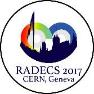 RADECS 2017
CERN, Geneva